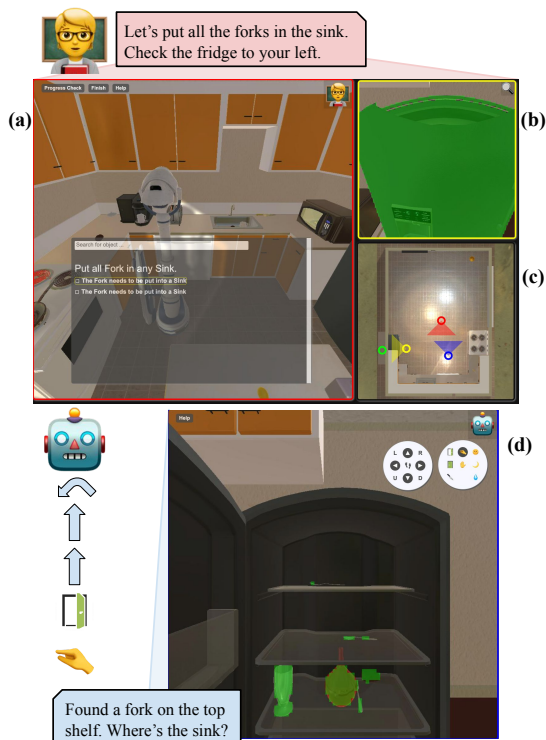 Let's put all the forks in the sink.
Check the fridge to your left.
(a)
Progress Check Finish Help
Search for object ...
Put all Fork in any Sink.
The Fork needs to be put into a Sink
The Fork needs to be put into a Sink
(b)
(c)
Help
(d)
L R
U D
Found a fork on the top
shelf. Where's the sink?